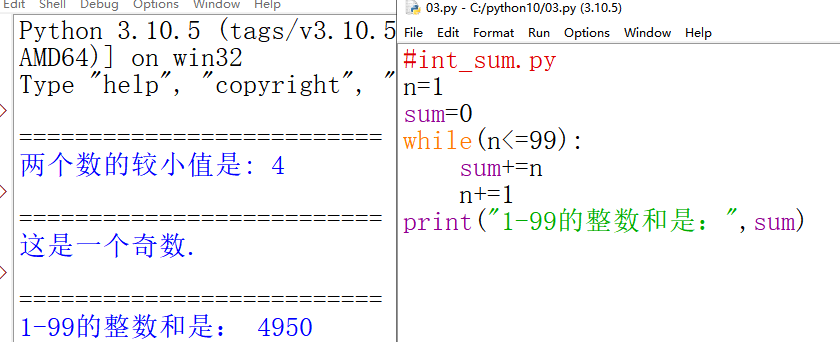 Edit Shell Debug Options Window Help
Python 3.10.5 (tags/v3.10.5
AMD64)] on win32
Type "help", "copyright", "
===========================
两个数的较小值是: 4
===========================
这是一个奇数.
===========================
1-99的整数和是： 4950
03.py - C:/python10/03.py (3.10.5)
File Edit Format Run Options Window Help
#int_sum.py
n=1
sum=0
while(n<=99):
    sum+=n
    n+=1
print("1-99的整数和是：",sum)